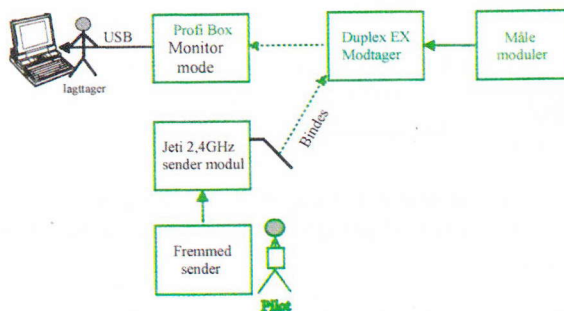 USB
Profi Box
Monitor
mode
Duplex EX
Modtager
Måle
moduler
Iagttager
Jeti 2,4GHz
sender modul
Bindes
Fremmed
sender
Pilot